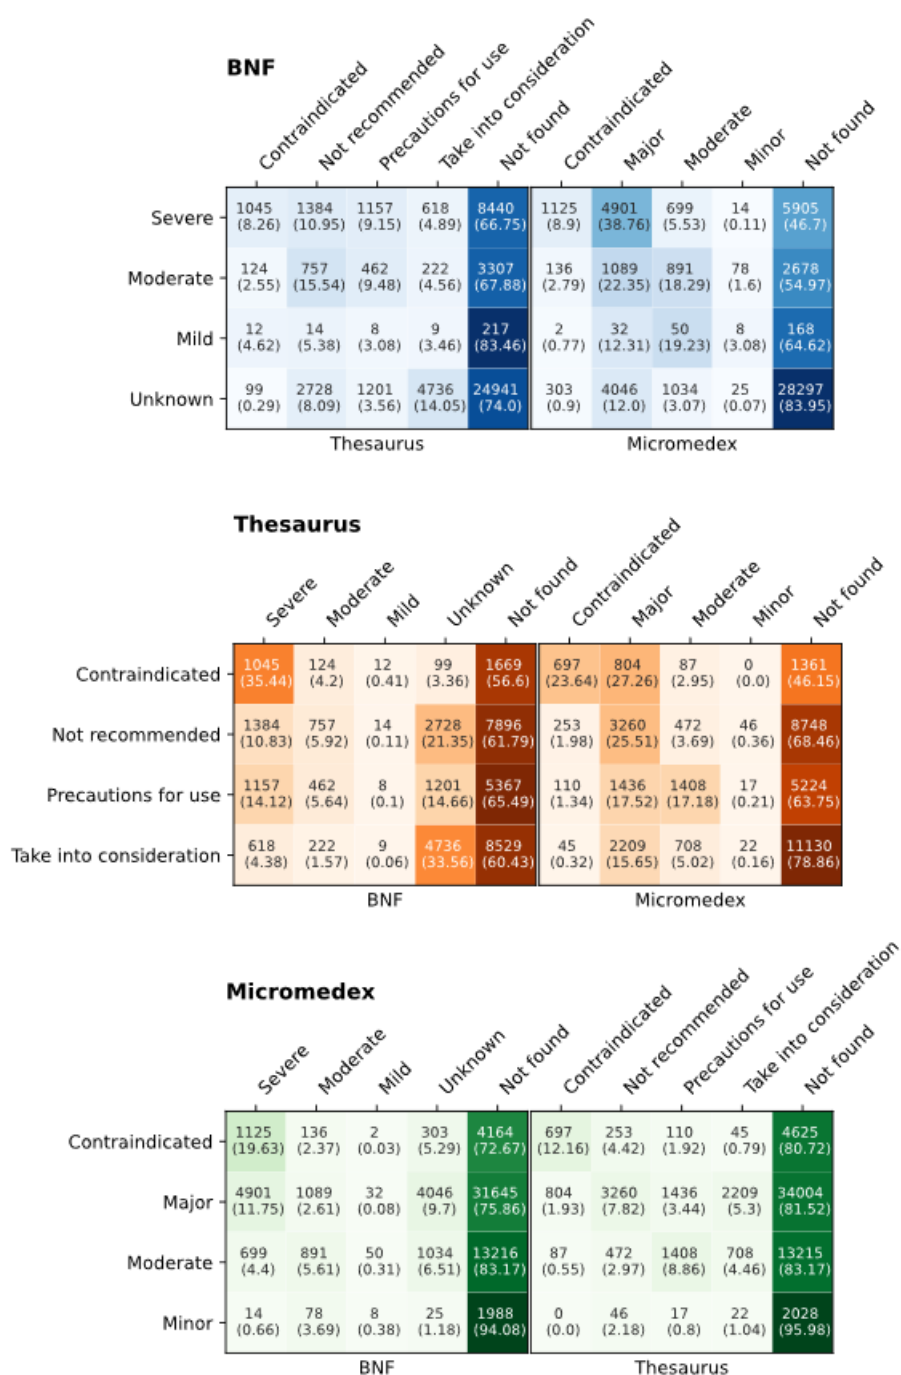 BNF
Contraindicated Not recommended Precautions for use Take into consideration Not found Contraindicated Major Moderate Minor Not found
Severe 1045 1384 1157 618 8440 1125 4901 699 14 5905
(8.26) (10.95) (9.15) (4.89) (66.75) (8.9) (38.76) (5.53) (0.11) (46.7)
Moderate 124 757 462 222 3307 136 1089 891 78 2678
(2.55) (15.54) (9.48) (4.56) (67.88) (2.79) (22.35) (18.29) (1.6) (54.97)
Mild 12 14 8 9 217 2 32 50 8 168
(4.62) (5.38) (3.08) (3.46) (83.46) (0.77) (12.31) (19.23) (3.08) (64.62)
Unknown 99 2728 1201 4736 24941 303 4046 1034 25 28297
(0.29) (8.09) (3.56) (14.05) (74.0) (0.9) (12.0) (3.07) (0.07) (83.95)
Thesaurus Micromedex
Thesaurus
Severe Moderate Mild Unknown Not found Contraindicated Major Moderate Minor Not found
Contraindicated 1045 124 12 99 1669 697 804 87 0 1361
(35.44) (4.2) (0.41) (3.36) (56.6) (23.64) (27.26) (2.95) (0.0) (46.15)
Not recommended 1384 757 14 2728 7896 253 3260 472 46 8748
(10.83) (5.92) (0.11) (21.35) (61.79) (1.98) (25.51) (3.69) (0.36) (68.46)
Precautions for use 1157 462 8 1201 5367 110 1436 1408 17 5224
(14.12) (5.64) (0.1) (14.66) (65.49) (1.34) (17.52) (17.18) (0.21) (63.75)
Take into consideration 618 222 9 4736 8529 45 2209 708 22 11130
(4.38) (1.57) (0.06) (33.56) (60.43) (0.32) (15.65) (5.02) (0.16) (78.86)
BNF Micromedex
Micromedex
Severe Moderate Mild Unknown Not found Contraindicated Not recommended Precautions for use Take into consideration Not found
Contraindicated 1125 136 2 303 4164 697 253 110 45 4625
(19.63) (2.37) (0.03) (5.29) (72.67) (12.16) (4.42) (1.92) (0.79) (80.72)
Major 4901 1089 32 4046 31645 804 3260 1436 2209 34004
(11.75) (2.61) (0.08) (9.7) (75.86) (1.93) (7.82) (3.44) (5.3) (81.52)
Moderate 699 891 50 1034 13216 87 472 1408 708 13215
(4.4) (5.61) (0.31) (6.51) (83.17) (0.55) (2.97) (8.86) (4.46) (83.17)
Minor 14 78 8 25 1988 0 46 17 22 2028
(0.66) (3.69) (0.38) (1.18) (94.08) (0.0) (2.18) (0.8) (1.04) (95.98)
BNF Thesaurus